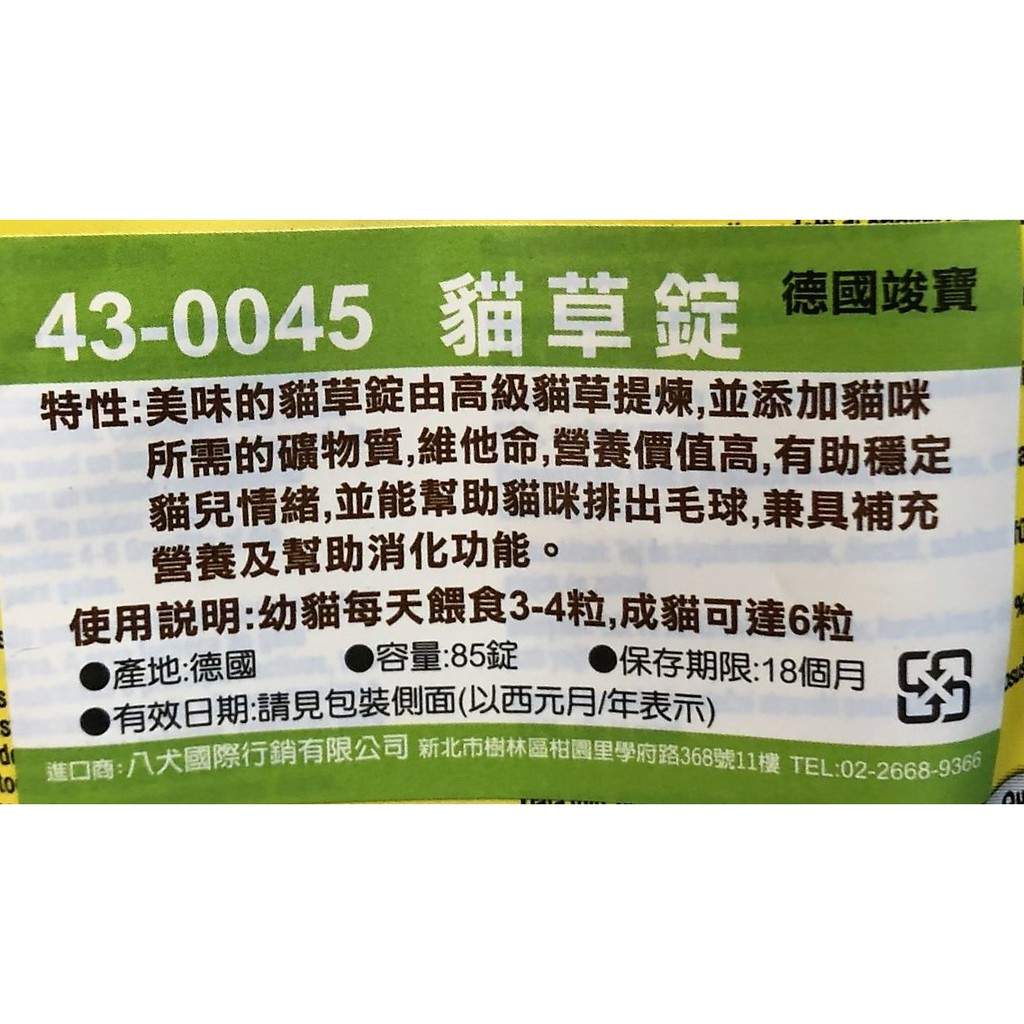 43-0045 貓草錠 德國竣寶
特性:美味的貓草錠由高級貓草提煉,並添加貓咪
所需的礦物質,維他命,營養價值高,有助穩定
貓兒情緒,並能幫助貓咪排出毛球,兼具補充
營養及幫助消化功能。
使用説明:幼貓每天餵食3-4粒,成貓可達6粒
●產地:德國 ●容量:85錠 ●保存期限:18個月
●有效日期:請見包裝側面(以西元月/年表示)
進口商:八犬國際行銷有限公司 新北市樹林區柑園里學府路368號11樓 TEL:02-2668-9366